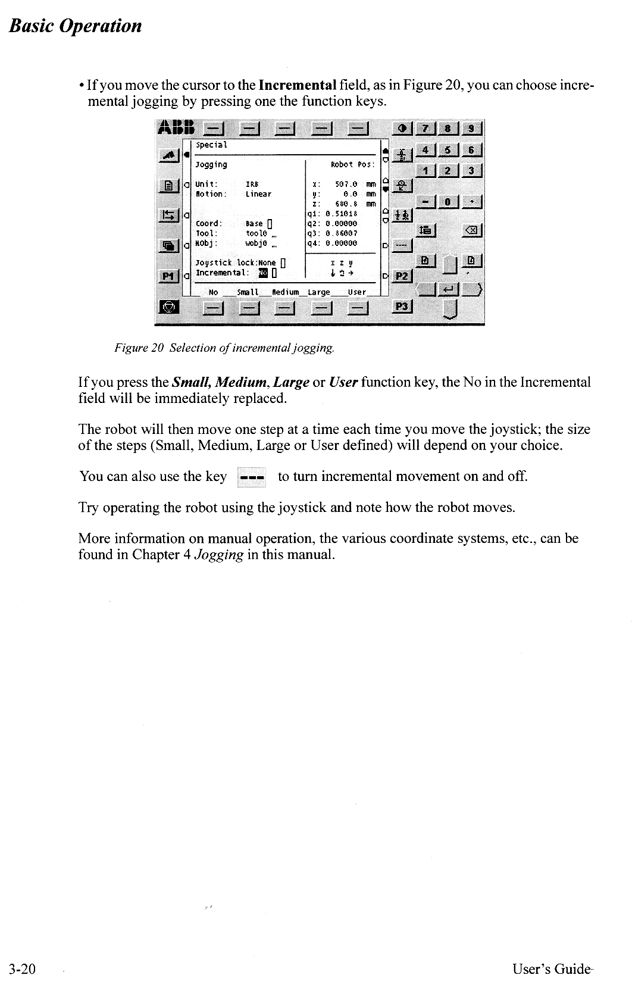 Basic Operation
• If you move the cursor to the Incremental field, as in Figure 20, you can choose incre-
mental jogging by pressing one the function keys.
ABB
7 8 9
Special
4 5 6
Jogging Robot Pos:
1 2 3
Unit: IRB x: 507.0 mm
Motion: Linear y: 0.0 mm
- 0 .
z: 680.8 mm
q1: 0.51018
Coord: Base q2: 0.00000
Tool: tool0 ... q3: 0.86007
WObj: wobj0 ... q4: 0.00000
Joystick lock:None x z y
Incremental: No
P1 P2
No Small Medium Large User
P3
Figure 20 Selection of incremental jogging.
If you press the Small, Medium, Large or User function key, the No in the Incremental
field will be immediately replaced.
The robot will then move one step at a time each time you move the joystick; the size
of the steps (Small, Medium, Large or User defined) will depend on your choice.
You can also use the key --- to turn incremental movement on and off.
Try operating the robot using the joystick and note how the robot moves.
More information on manual operation, the various coordinate systems, etc., can be
found in Chapter 4 Jogging in this manual.
3-20 User's Guide